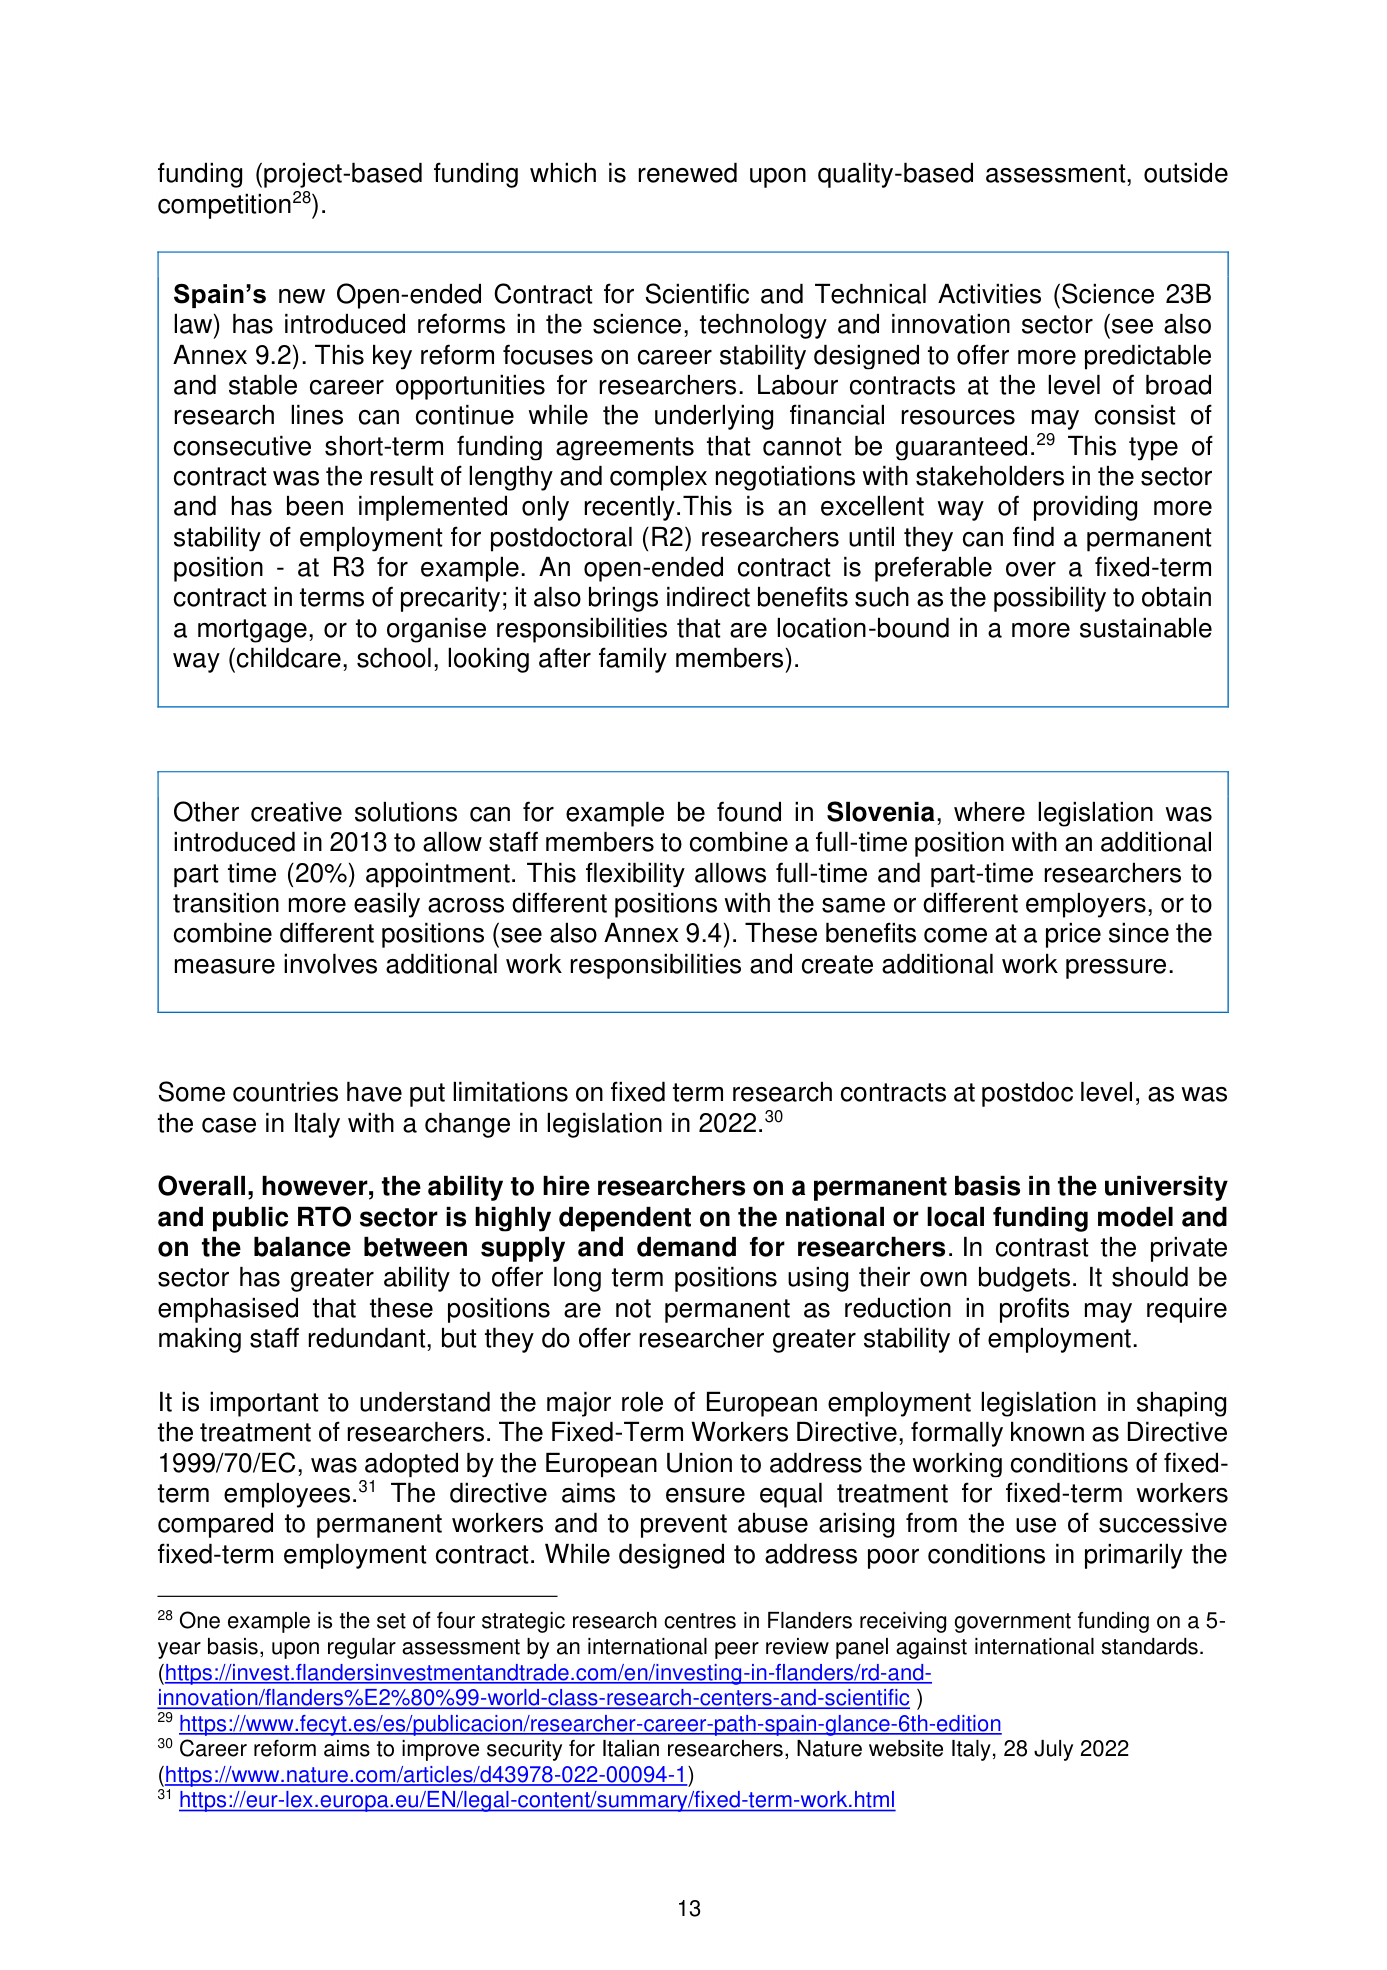 funding (project-based funding which is renewed upon quality-based assessment, outside
competition28).
Spain’s new Open-ended Contract for Scientific and Technical Activities (Science 23B
law) has introduced reforms in the science, technology and innovation sector (see also
Annex 9.2). This key reform focuses on career stability designed to offer more predictable
and stable career opportunities for researchers. Labour contracts at the level of broad
research lines can continue while the underlying financial resources may consist of
consecutive short-term funding agreements that cannot be guaranteed.29 This type of
contract was the result of lengthy and complex negotiations with stakeholders in the sector
and has been implemented only recently.This is an excellent way of providing more
stability of employment for postdoctoral (R2) researchers until they can find a permanent
position - at R3 for example. An open-ended contract is preferable over a fixed-term
contract in terms of precarity; it also brings indirect benefits such as the possibility to obtain
a mortgage, or to organise responsibilities that are location-bound in a more sustainable
way (childcare, school, looking after family members).
Other creative solutions can for example be found in Slovenia, where legislation was
introduced in 2013 to allow staff members to combine a full-time position with an additional
part time (20%) appointment. This flexibility allows full-time and part-time researchers to
transition more easily across different positions with the same or different employers, or to
combine different positions (see also Annex 9.4). These benefits come at a price since the
measure involves additional work responsibilities and create additional work pressure.
Some countries have put limitations on fixed term research contracts at postdoc level, as was
the case in Italy with a change in legislation in 2022.30
Overall, however, the ability to hire researchers on a permanent basis in the university
and public RTO sector is highly dependent on the national or local funding model and
on the balance between supply and demand for researchers. In contrast the private
sector has greater ability to offer long term positions using their own budgets. It should be
emphasised that these positions are not permanent as reduction in profits may require
making staff redundant, but they do offer researcher greater stability of employment.
It is important to understand the major role of European employment legislation in shaping
the treatment of researchers. The Fixed-Term Workers Directive, formally known as Directive
1999/70/EC, was adopted by the European Union to address the working conditions of fixed-
term employees.31 The directive aims to ensure equal treatment for fixed-term workers
compared to permanent workers and to prevent abuse arising from the use of successive
fixed-term employment contract. While designed to address poor conditions in primarily the
28 One example is the set of four strategic research centres in Flanders receiving government funding on a 5-
year basis, upon regular assessment by an international peer review panel against international standards.
(https://invest.flandersinvestmentandtrade.com/en/investing-in-flanders/rd-and-
innovation/flanders%E2%80%99-world-class-research-centers-and-scientific )
29 https://www.fecyt.es/es/publicacion/researcher-career-path-spain-glance-6th-edition
30 Career reform aims to improve security for Italian researchers, Nature website Italy, 28 July 2022
(https://www.nature.com/articles/d43978-022-00094-1)
31 https://eur-lex.europa.eu/EN/legal-content/summary/fixed-term-work.html
13